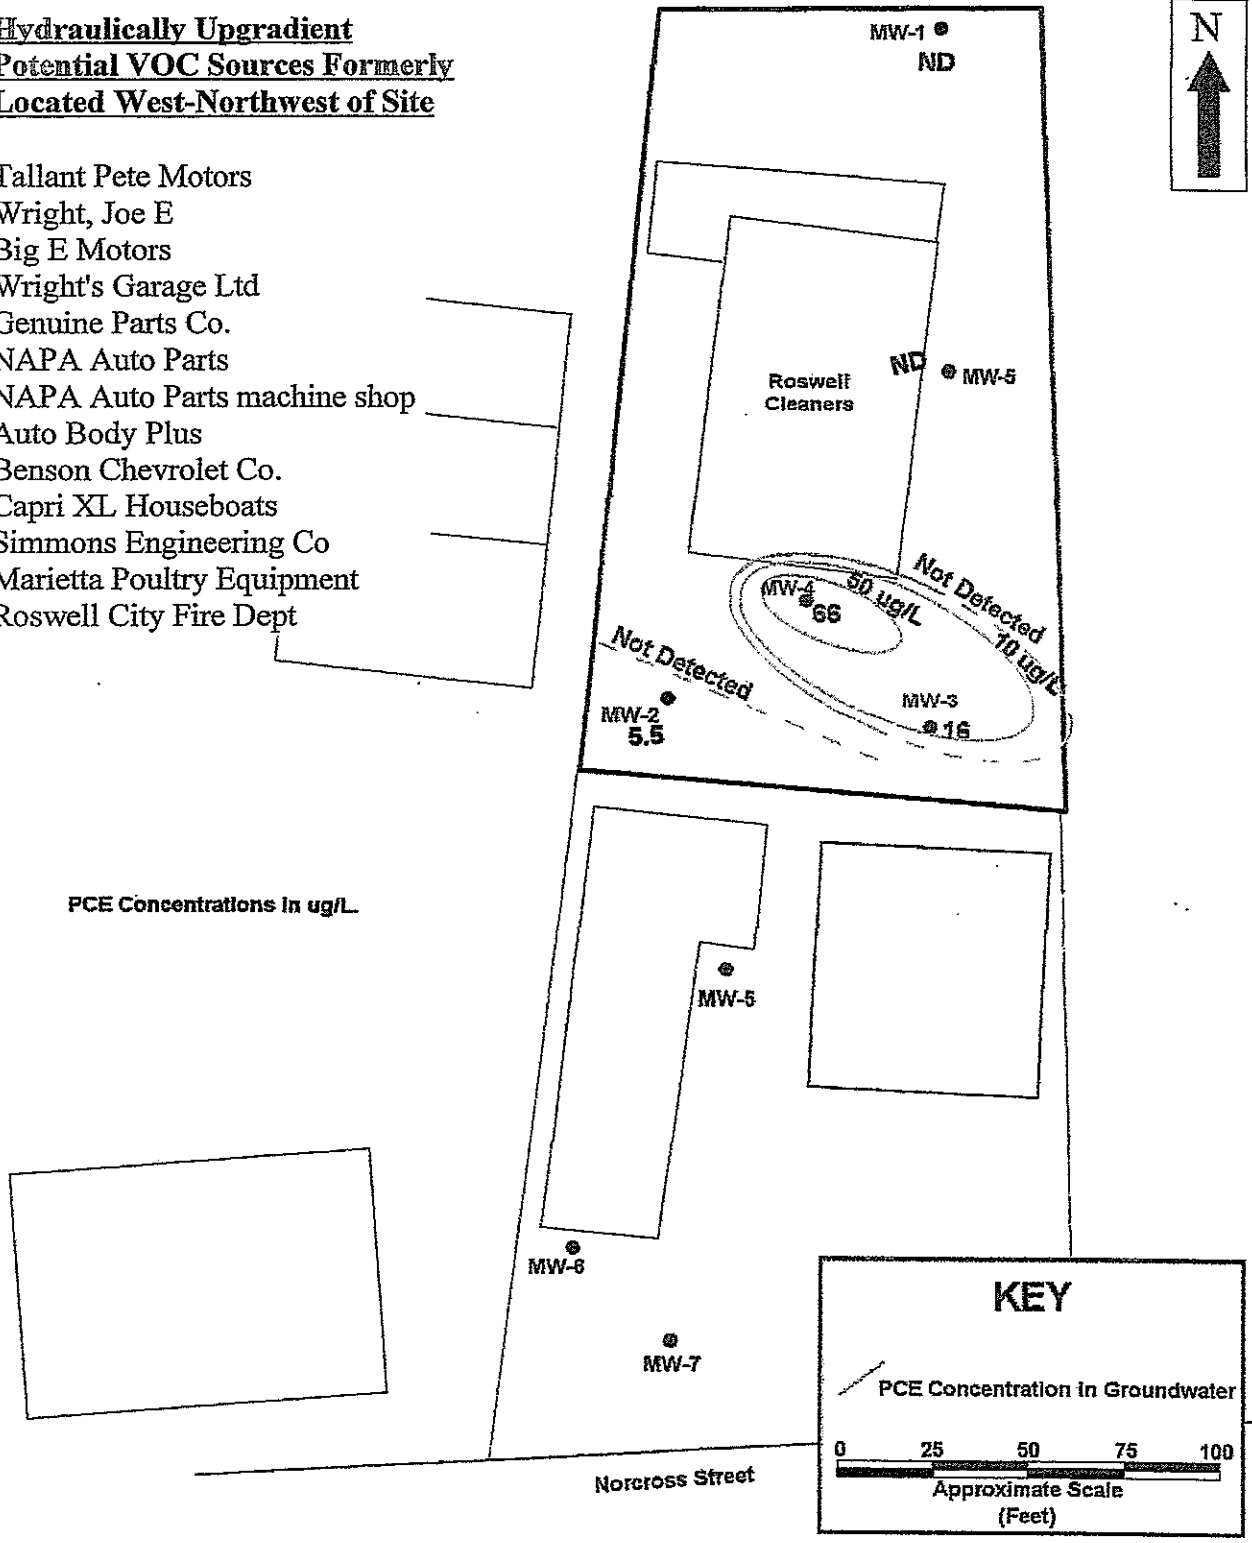 Hydraulically Upgradient
Potential VOC Sources Formerly
Located West-Northwest of Site
Tallant Pete Motors
Wright, Joe E
Big E Motors
Wright's Garage Ltd
Genuine Parts Co.
NAPA Auto Parts
NAPA Auto Parts machine shop
Auto Body Plus
Benson Chevrolet Co.
Capri XL Houseboats
Simmons Engineering Co
Marietta Poultry Equipment
Roswell City Fire Dept
N
MW-1
ND
Roswell
Cleaners
ND
MW-5
Not Detected
MW-4
50 ug/L
66
10 ug/L
Not Detected
MW-3
16
MW-2
5.5
PCE Concentrations in ug/L.
MW-5
MW-6
MW-7
Norcross Street
KEY
PCE Concentration in Groundwater
0 25 50 75 100
Approximate Scale
(Feet)